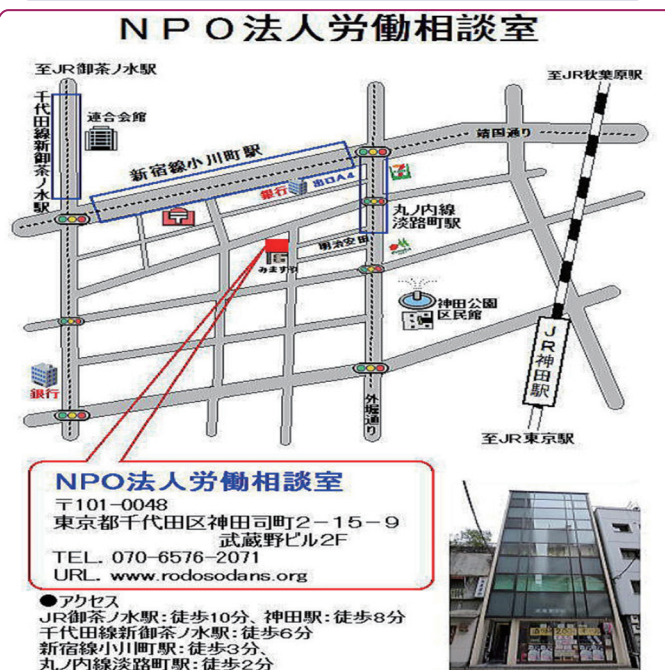 NPO法人労働相談室
至JR御茶ノ水駅
至JR秋葉原駅
千代田線新御茶ノ水駅
連合会館
靖国通り
新宿線小川町駅
銀行
出口A4
丸ノ内線
淡路町駅
明治安田
みますや
神田公園
区民館
JR神田駅
銀行
外堀通り
至JR東京駅
NPO法人労働相談室
〒101-0048
東京都千代田区神田司町2-15-9
武蔵野ビル2F
TEL. 070-6576-2071
URL. www.rodosodans.org
●アクセス
JR御茶ノ水駅:徒歩10分、神田駅:徒歩8分
千代田線新御茶ノ水駅:徒歩6分
新宿線小川町駅:徒歩3分、
丸ノ内線淡路町駅:徒歩2分